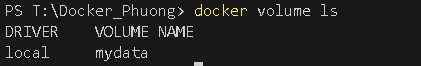 PS T:\Docker_Phuong> docker volume ls
DRIVER    VOLUME NAME
local     mydata